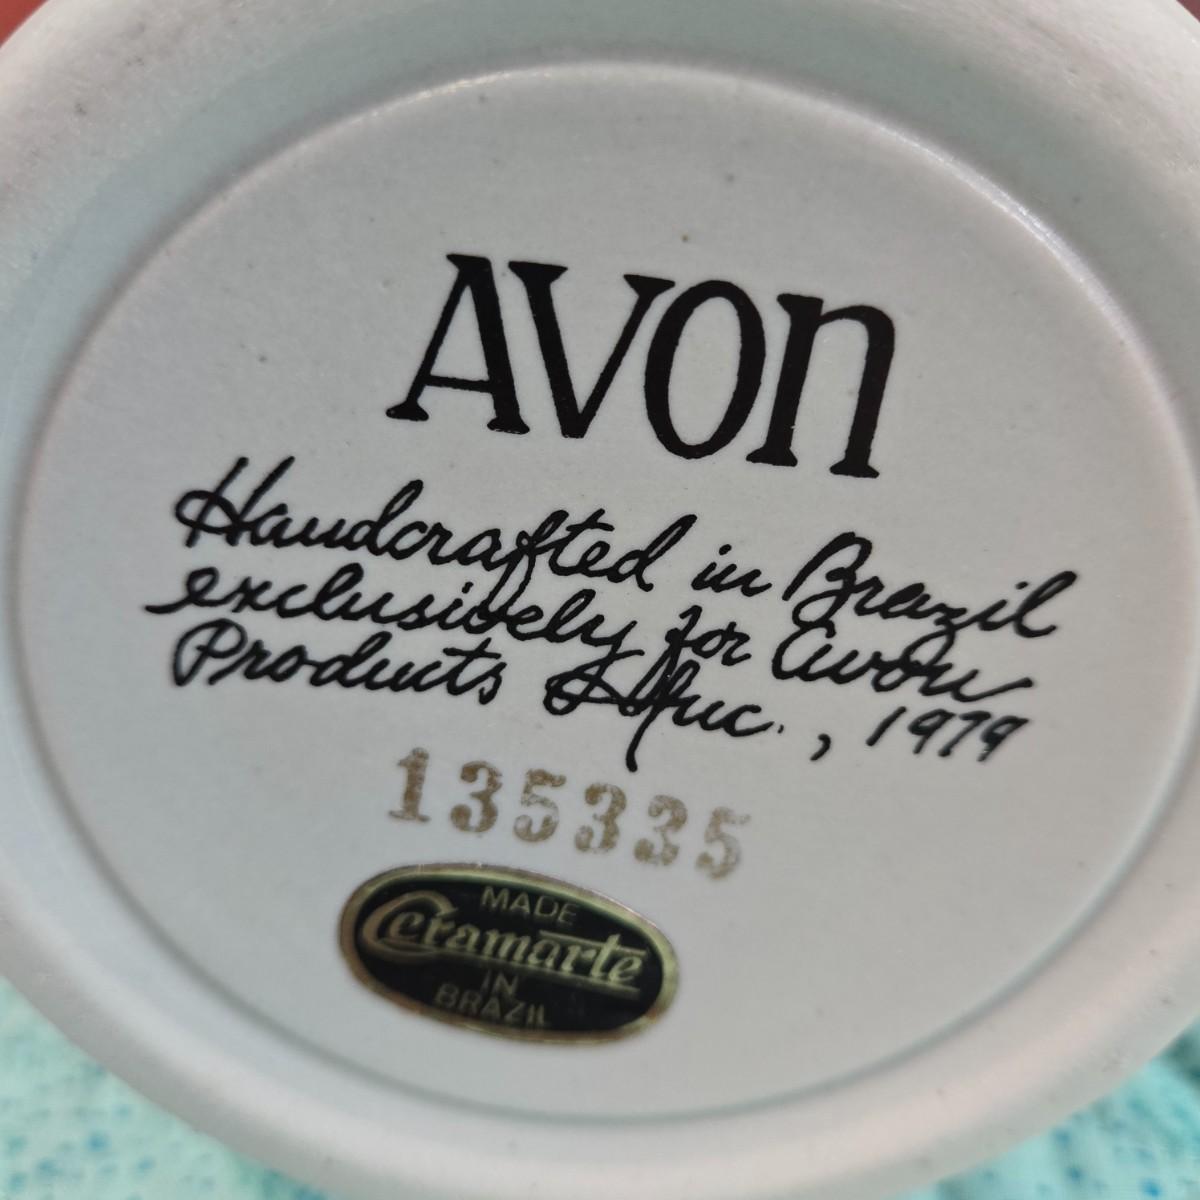 AVON
Handcrafted in Brazil
exclusively for Avon
Products Inc., 1979
135335
MADE
Ceramarte
IN
BRAZIL